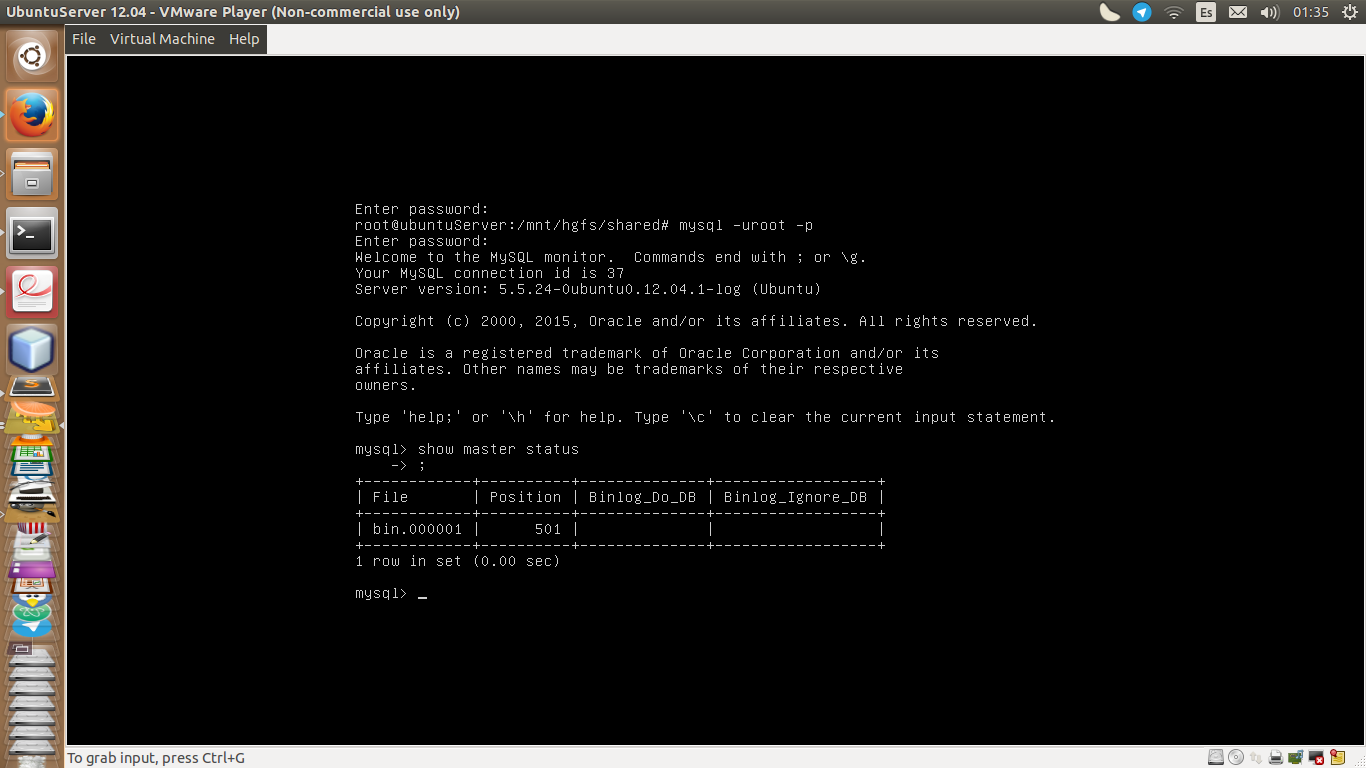 UbuntuServer 12.04 - VMware Player (Non-commercial use only)
Es
01:35
File Virtual Machine Help
Enter password:
root@ubuntuServer:/mnt/hgfs/shared# mysql -uroot -p
Enter password:
Welcome to the MySQL monitor.  Commands end with ; or \g.
Your MySQL connection id is 37
Server version: 5.5.24-0ubuntu0.12.04.1-log (Ubuntu)
Copyright (c) 2000, 2015, Oracle and/or its affiliates. All rights reserved.
Oracle is a registered trademark of Oracle Corporation and/or its
affiliates. Other names may be trademarks of their respective
owners.
Type 'help;' or '\h' for help. Type '\c' to clear the current input statement.
mysql> show master status
    -> ;
+------------+----------+--------------+------------------+
| File       | Position | Binlog_Do_DB | Binlog_Ignore_DB |
+------------+----------+--------------+------------------+
| bin.000001 |      501 |              |                  |
+------------+----------+--------------+------------------+
1 row in set (0.00 sec)
mysql> _
To grab input, press Ctrl+G